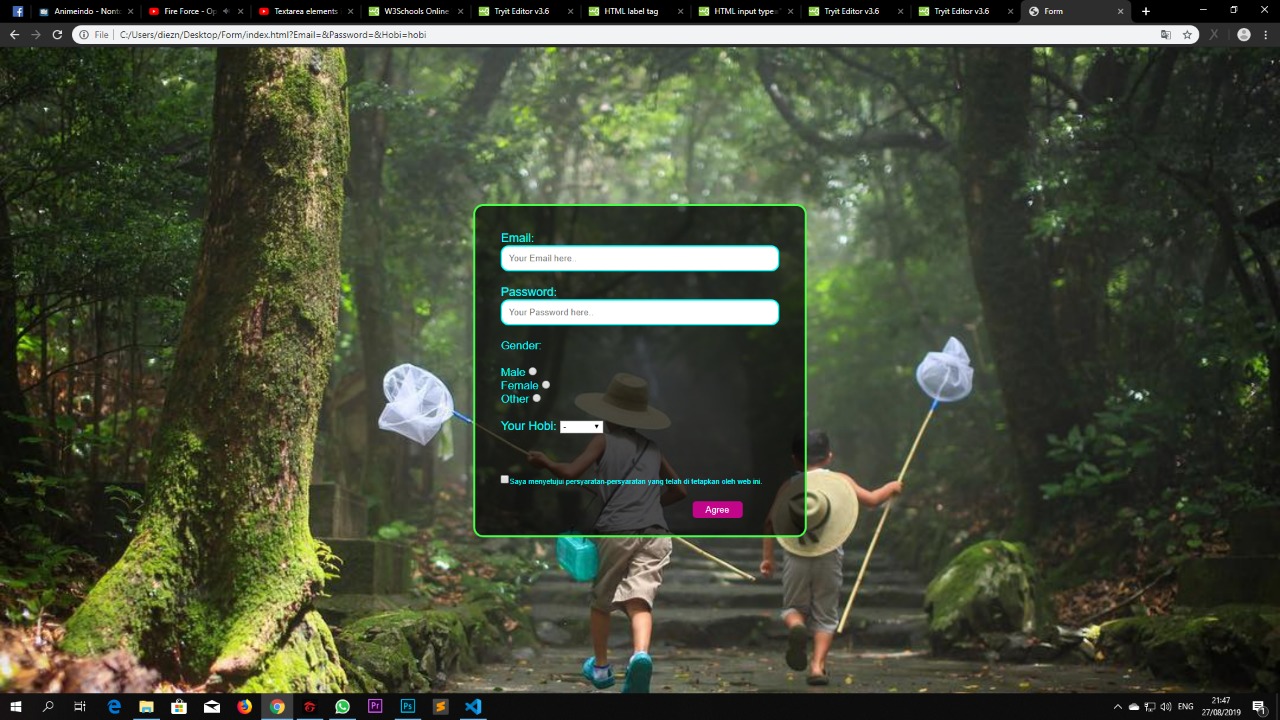 Animeindo - Nonto
Fire Force - Op
Textarea elements
W3Schools Online
Tryit Editor v3.6
HTML label tag
HTML input type="
Tryit Editor v3.6
Tryit Editor v3.6
Form
File | C:/Users/diezn/Desktop/Form/index.html?Email=&Password=&Hobi=hobi
Email:
Your Email here..
Password:
Your Password here..
Gender:
Male
Female
Other
Your Hobi: -
Saya menyetujui persyaratan-persyaratan yang telah di tetapkan oleh web ini.
Agree
ENG
21:47
27/08/2019